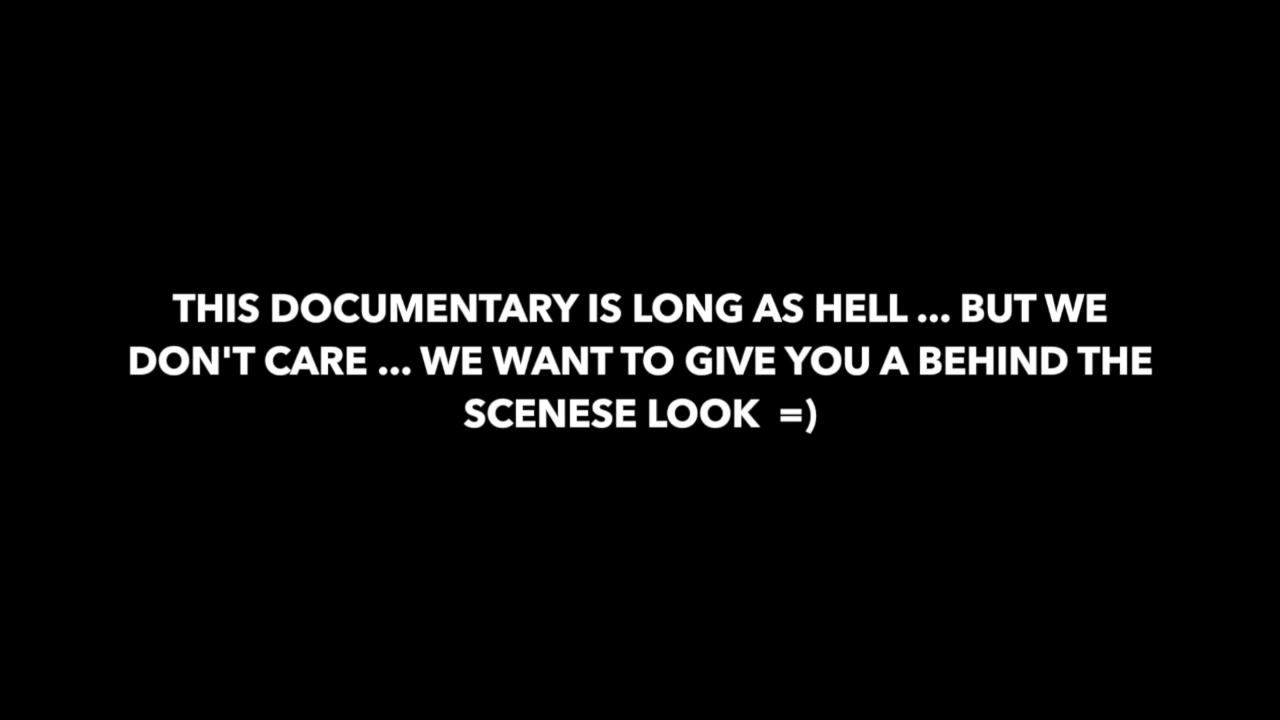 THIS DOCUMENTARY IS LONG AS HELL ... BUT WE
DON'T CARE ... WE WANT TO GIVE YOU A BEHIND THE
SCENESE LOOK  =)